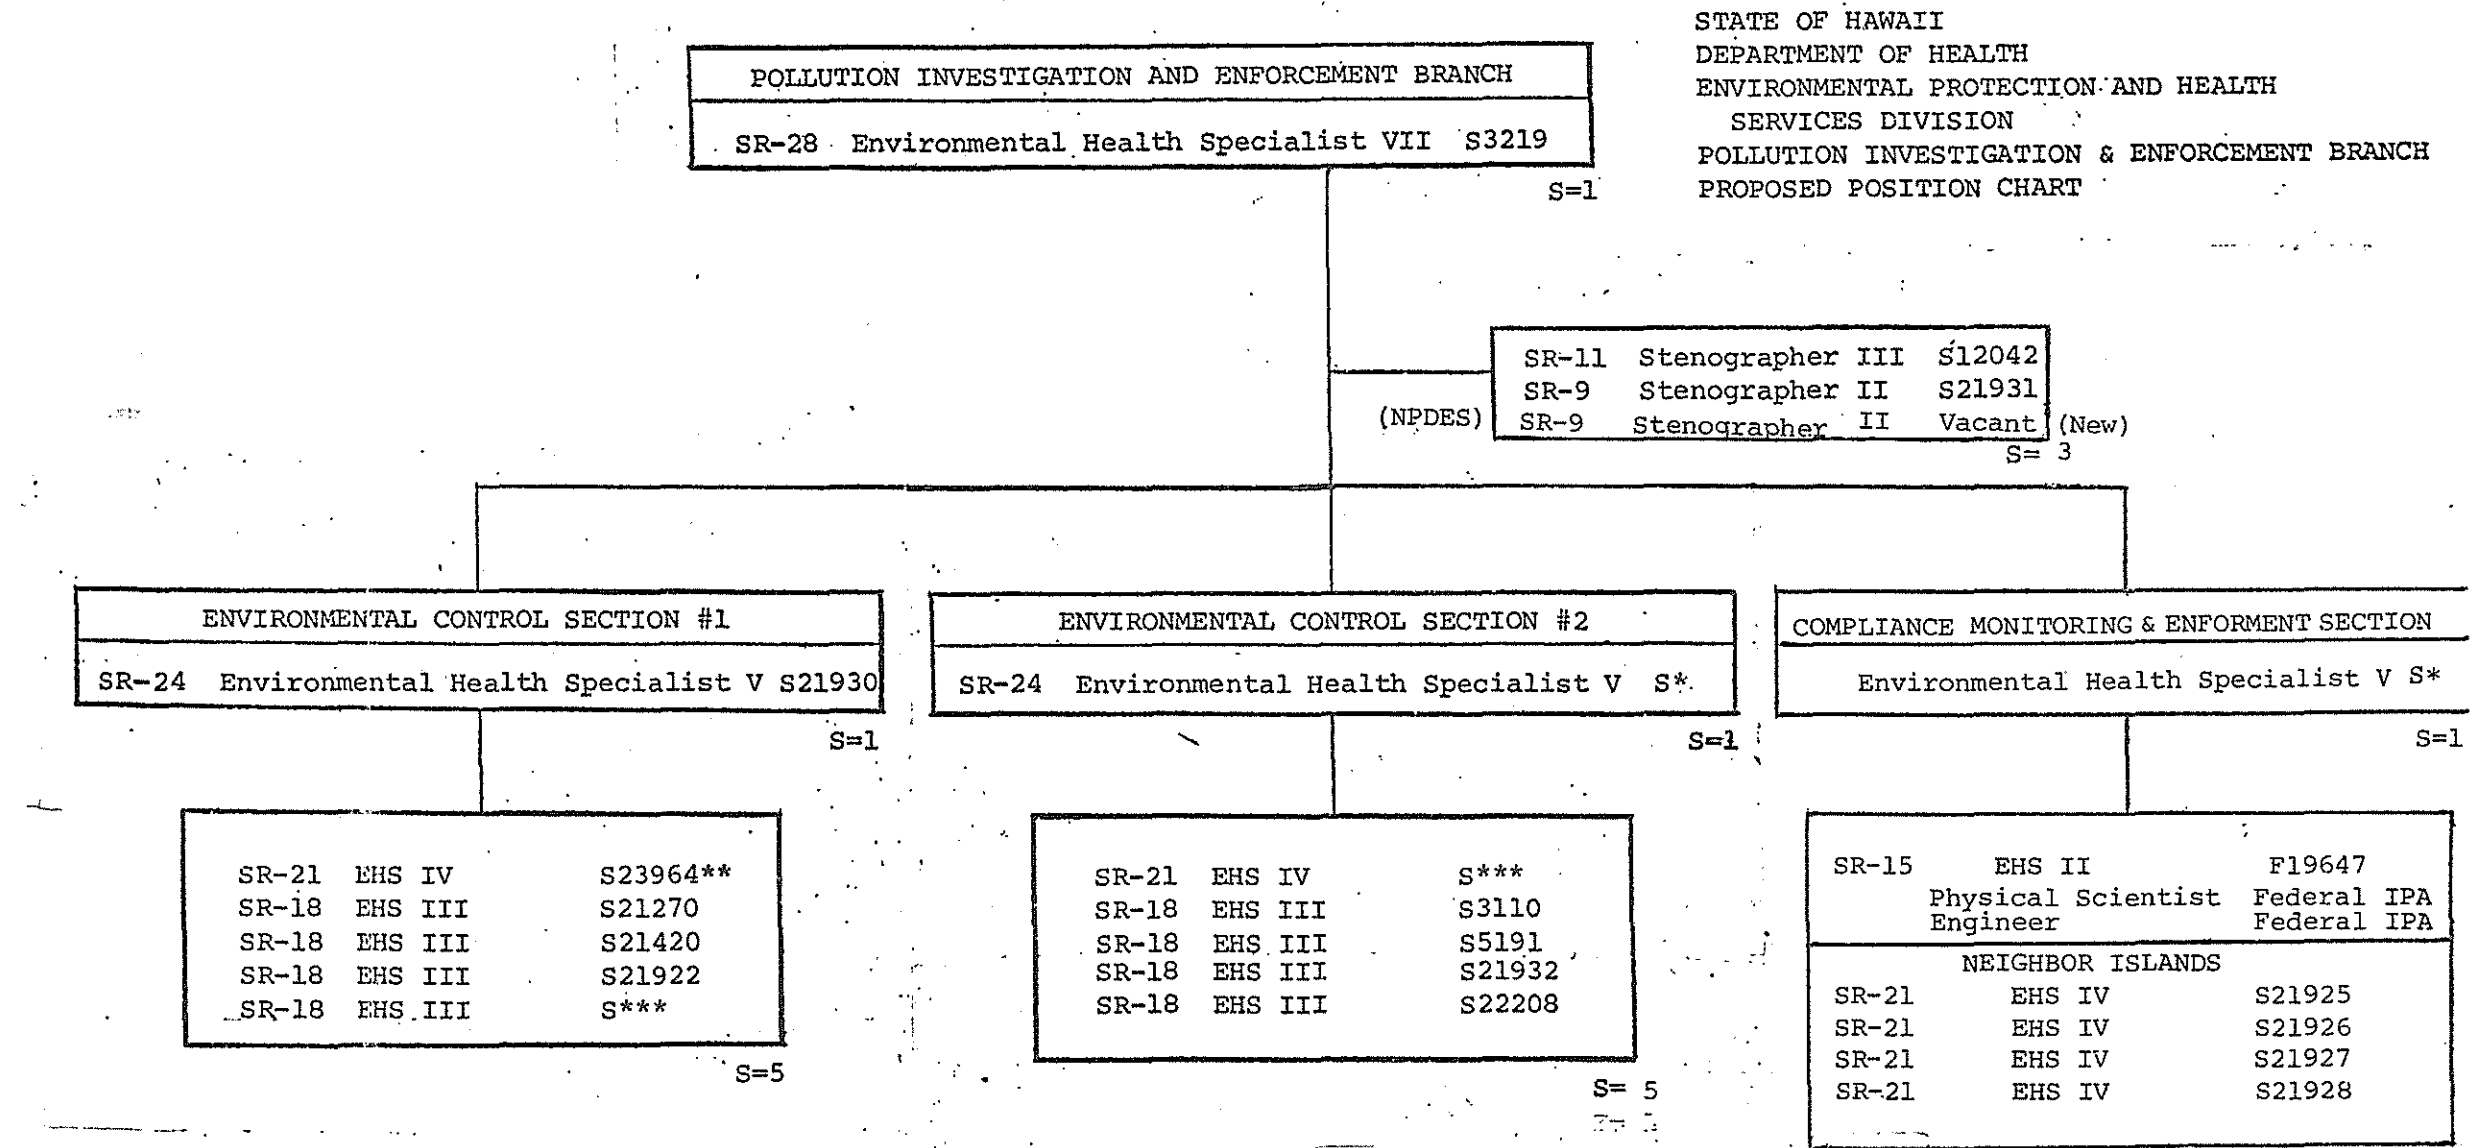 STATE OF HAWAII
DEPARTMENT OF HEALTH
ENVIRONMENTAL PROTECTION AND HEALTH
SERVICES DIVISION
POLLUTION INVESTIGATION & ENFORCEMENT BRANCH
PROPOSED POSITION CHART
POLLUTION INVESTIGATION AND ENFORCEMENT BRANCH
SR-28 Environmental Health Specialist VII S3219
S=1
SR-11 Stenographer III S12042
SR-9 Stenographer II S21931
(NPDES) SR-9 Stenographer II Vacant (New)
S= 3
ENVIRONMENTAL CONTROL SECTION #1
SR-24 Environmental Health Specialist V S21930
S=1
SR-21 EHS IV S23964**
SR-18 EHS III S21270
SR-18 EHS III S21420
SR-18 EHS III S21922
SR-18 EHS III S***
S=5
ENVIRONMENTAL CONTROL SECTION #2
SR-24 Environmental Health Specialist V S*
S=1
SR-21 EHS IV S***
SR-18 EHS III S3110
SR-18 EHS III S5191
SR-18 EHS III S21932
SR-18 EHS III S22208
S= 5
COMPLIANCE MONITORING & ENFORMENT SECTION
Environmental Health Specialist V S*
S=1
SR-15 EHS II F19647
Physical Scientist Federal IPA
Engineer Federal IPA
NEIGHBOR ISLANDS
SR-21 EHS IV S21925
SR-21 EHS IV S21926
SR-21 EHS IV S21927
SR-21 EHS IV S21928